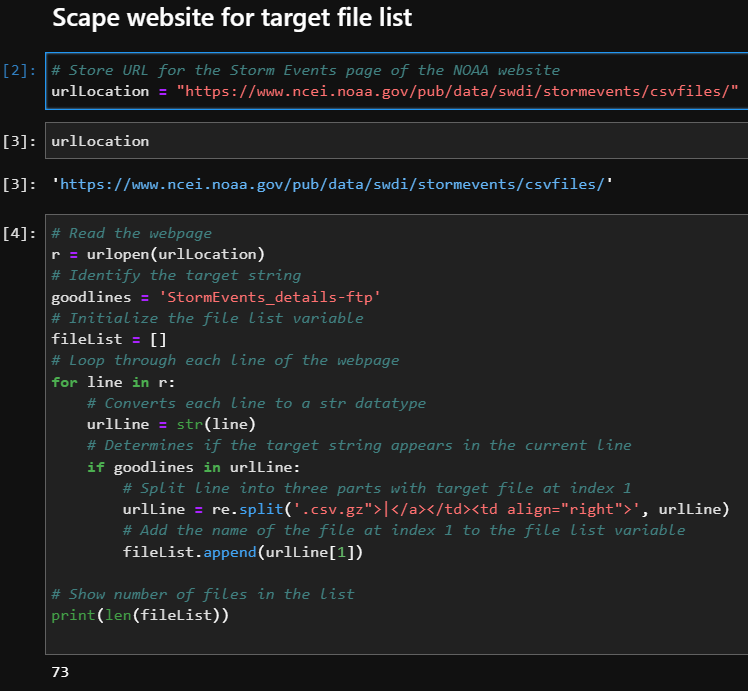 Scape website for target file list
[2]: # Store URL for the Storm Events page of the NOAA website
urlLocation = "https://www.ncei.noaa.gov/pub/data/swdi/stormevents/csvfiles/"
[3]: urlLocation
[3]: 'https://www.ncei.noaa.gov/pub/data/swdi/stormevents/csvfiles/'
[4]: # Read the webpage
r = urlopen(urlLocation)
# Identify the target string
goodlines = 'StormEvents_details-ftp'
# Initialize the file list variable
fileList = []
# Loop through each line of the webpage
for line in r:
    # Converts each line to a str datatype
    urlLine = str(line)
    # Determines if the target string appears in the current line
    if goodlines in urlLine:
        # Split line into three parts with target file at index 1
        urlLine = re.split('.csv.gz">|</a></td><td align="right">', urlLine)
        # Add the name of the file at index 1 to the file list variable
        fileList.append(urlLine[1])
# Show number of files in the list
print(len(fileList))
73